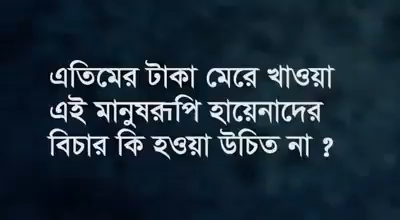 এতিমের টাকা মেরে খাওয়া
এই মানুষরূপি হায়েনাদের
বিচার কি হওয়া উচিত না ?